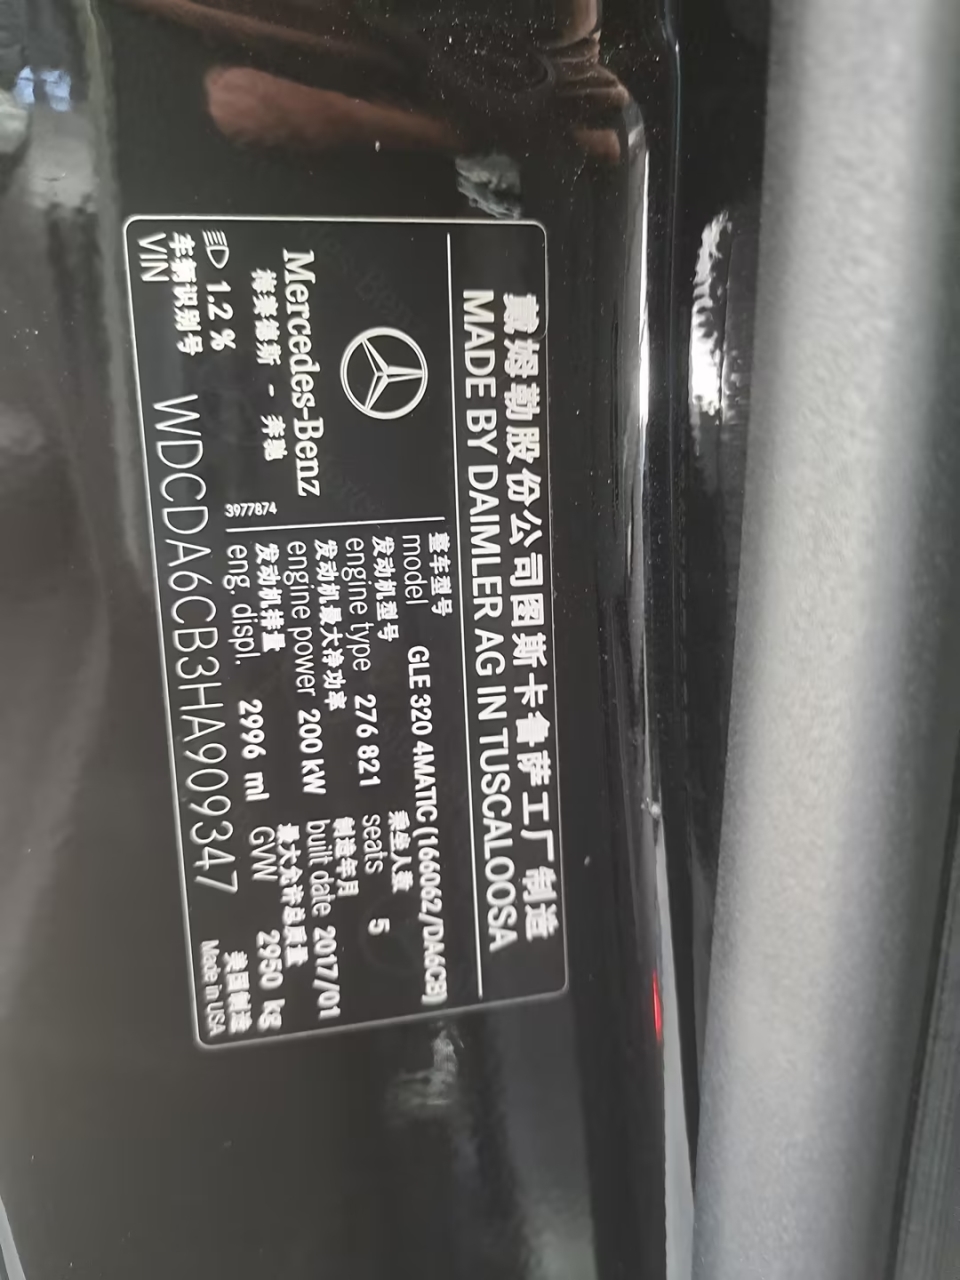 戴姆勒股份公司图斯卡鲁萨工厂制造
MADE BY DAIMLER AG IN TUSCALOOSA
Mercedes-Benz
梅赛德斯 - 奔驰
1.2 %
3977874
整车型号
model GLE 320 4MATIC (166062/DA6CB)
发动机型号
engine type 276 821
乘坐人数
seats 5
发动机最大净功率
engine power 200 kW
制造年月
built date 2017/01
发动机排量
eng. displ. 2996 ml
最大允许总质量
GWW 2950 kg
车辆识别号
VIN WDCDA6CB3HA909347
美国制造
Made in USA